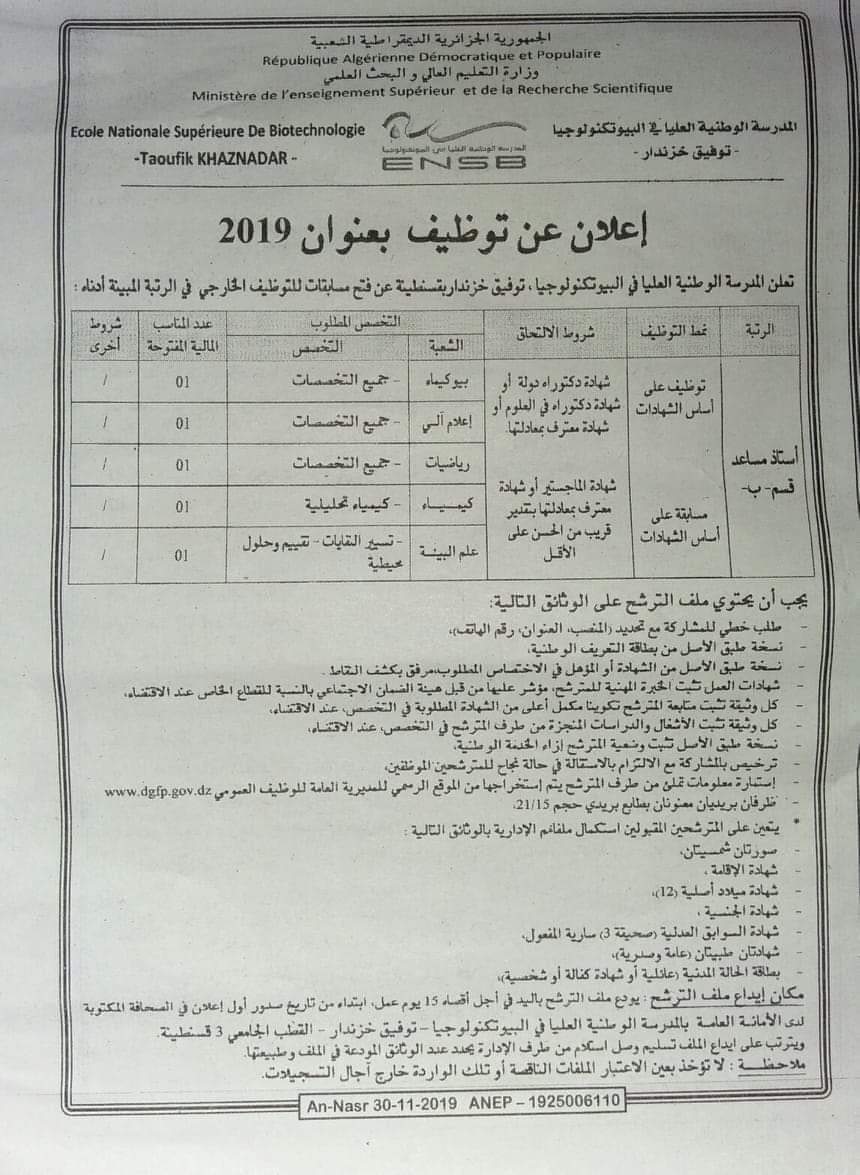 الجمهورية الجزائرية الديمقراطية الشعبية
République Algérienne Démocratique et Populaire
وزارة التعليم العالي و البحث العلمي
Ministère de l'enseignement Supérieur et de la Recherche Scientifique
Ecole Nationale Supérieure De Biotechnologie
-Taoufik KHAZNADAR -
المدرسة الوطنية العليا في البيوتكنولوجيا
ENSB
المدرسة الوطنية العليا في البيوتكنولوجيا
- توفيق خزندار -
إعلان عن توظيف بعنوان 2019
تعلن المدرسة الوطنية العليا في البيوتكنولوجيا، توفيق خزندار بقسنطينة عن فتح مسابقات للتوظيف الخارجي في الرتبة المبينة أدناه :
الرتبة
نمط التوظيف
شروط الالتحاق
التخصص المطلوب
الشعبة
التخصص
عدد المناصب
المالية المفتوحة
شروط
أخرى
أستاذ مساعد
قسم- ب-
توظيف على
أساس الشهادات
شهادة دكتوراه دولة أو
شهادة دكتوراه في العلوم أو
شهادة معترف بمعادلتها.
مسابقة على
أساس الشهادات
شهادة الماجستير أو شهادة
معترف بمعادلتها بتقدير
قريب من الحسن على
الأقل
بيوكيماء
- جميع التخصصات
01
/
إعلام آلي
- جميع التخصصات
01
/
رياضيات
- جميع التخصصات
01
/
كيميـاء
- كيمياء تحليلية
01
/
علم البيئة
- تسيير النفايات - تقييم وحلول
محيطية
01
/
يجب أن يحتوي ملف الترشح على الوثائق التالية:
- طلب خطي للمشاركة مع تحديد (المنصب، العنوان، رقم الهاتف)،
- نسخة طبق الأصل من بطاقة التعريف الوطنية،
- نسخة طبق الأصل من الشهادة أو المؤهل في الاختصاص المطلوب، مرفق بكشف النقاط .
- شهادات العمل تثبت الخبرة المهنية للمترشح، مؤشر عليها من قبل هيئة الضمان الاجتماعي بالنسبة للقطاع الخاص عند الاقتضاء،
- كل وثيقة تثبت متابعة المترشح تكوينا مكمل أعلى من الشهادة المطلوبة في التخصص، عند الاقتضاء،
- كل وثيقة تثبت الأشغال والدراسات المنجزة من طرف المترشح في التخصص، عند الاقتضاء،
- نسخة طبق الأصل تثبت وضعية المترشح إزاء الخدمة الوطنية،
- ترخيص بالمشاركة مع الالتزام بالاستقالة في حالة نجاح للمترشحين الموظفين،
- إستمارة معلومات تملئ من طرف المترشح يتم إستخراجها من الموقع الرسمي للمديرية العامة للوظيف العمومي www.dgfp.gov.dz
- ظرفان بريديان معنونان بطابع بريدي حجم 21/15،
* يتعين على المترشحين المقبولين استكمال ملفاتهم الإدارية بالوثائق التالية :
- صورتان شمسيتان،
- شهادة الإقامة ،
- شهادة ميلاد أصلية (12)،
- شهادة الجنسية ،
- شهادة السوابق العدلية (صحيفة 3) سارية المفعول،
- شهادتان طبيتان (عامة وصدرية)،
- بطاقة الحالة المدنية (عائلية أو شهادة كفالة أو شخصية)،
مكان إيداع ملف الترشح : يودع ملف الترشح باليد في أجل أقصاه 15 يوم عمل، ابتداء من تاريخ صدور أول إعلان في الصحافة المكتوبة
لدى الأمانة العامة بالمدرسة الوطنية العليا في البيوتكنولوجيا - توفيق خزندار - القطب الجامعي 3 قسنطينة.
ويترتب على ايداع الملف تسليم وصل استلام من طرف الإدارة يحدد عدد الوثائق المودعة في الملف وطبيعتها.
ملاحظـة : لا تؤخذ بعين الاعتبار الملفات الناقصة أو تلك الواردة خارج آجال التسجيلات.
An-Nasr 30-11-2019 ANEP – 1925006110